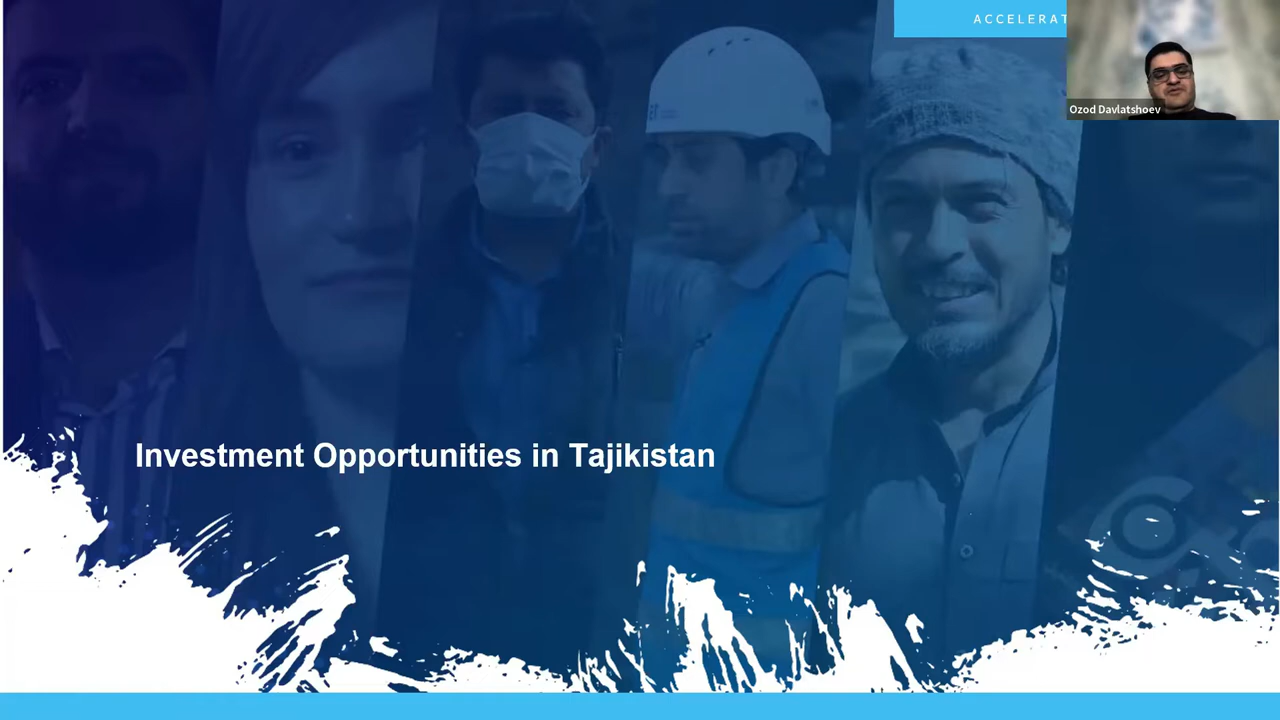 ACCELERAT
Ozod Davlatshoev
Investment Opportunities in Tajikistan